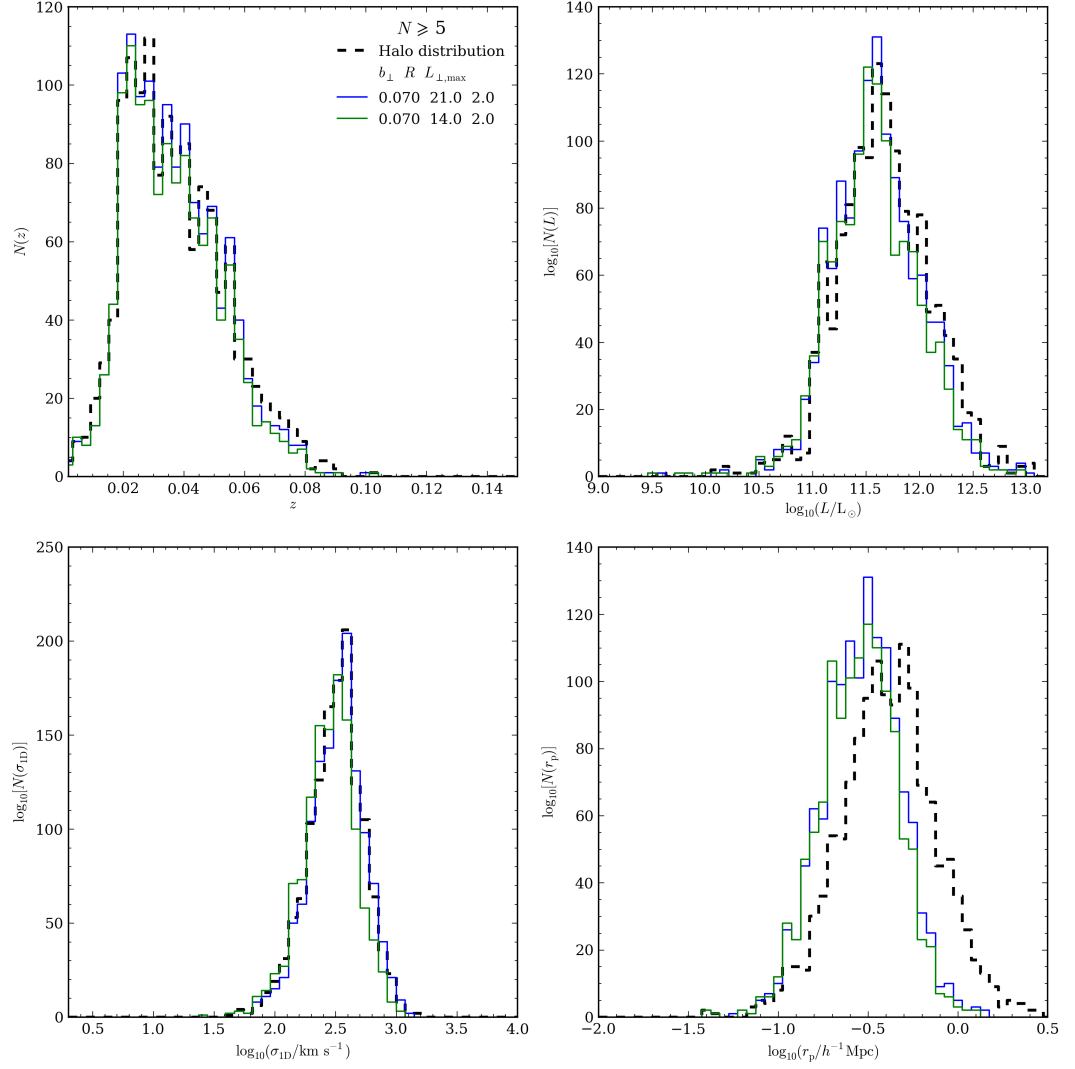 N ⩾ 5
Halo distribution
b⊥ R L⊥,max
0.070 21.0 2.0
0.070 14.0 2.0
120
100
80
60
40
20
0
N(z)
0.02 0.04 0.06 0.08 0.10 0.12 0.14
z
140
120
100
80
60
40
20
0
log10[N(L)]
9.0 9.5 10.0 10.5 11.0 11.5 12.0 12.5 13.0
log10(L/L⊙)
250
200
150
100
50
0
log10[N(σ1D)]
0.5 1.0 1.5 2.0 2.5 3.0 3.5 4.0
log10(σ1D/km s−1)
140
120
100
80
60
40
20
0
log10[N(rp)]
−2.0 −1.5 −1.0 −0.5 0.0 0.5
log10(rp/h−1 Mpc)